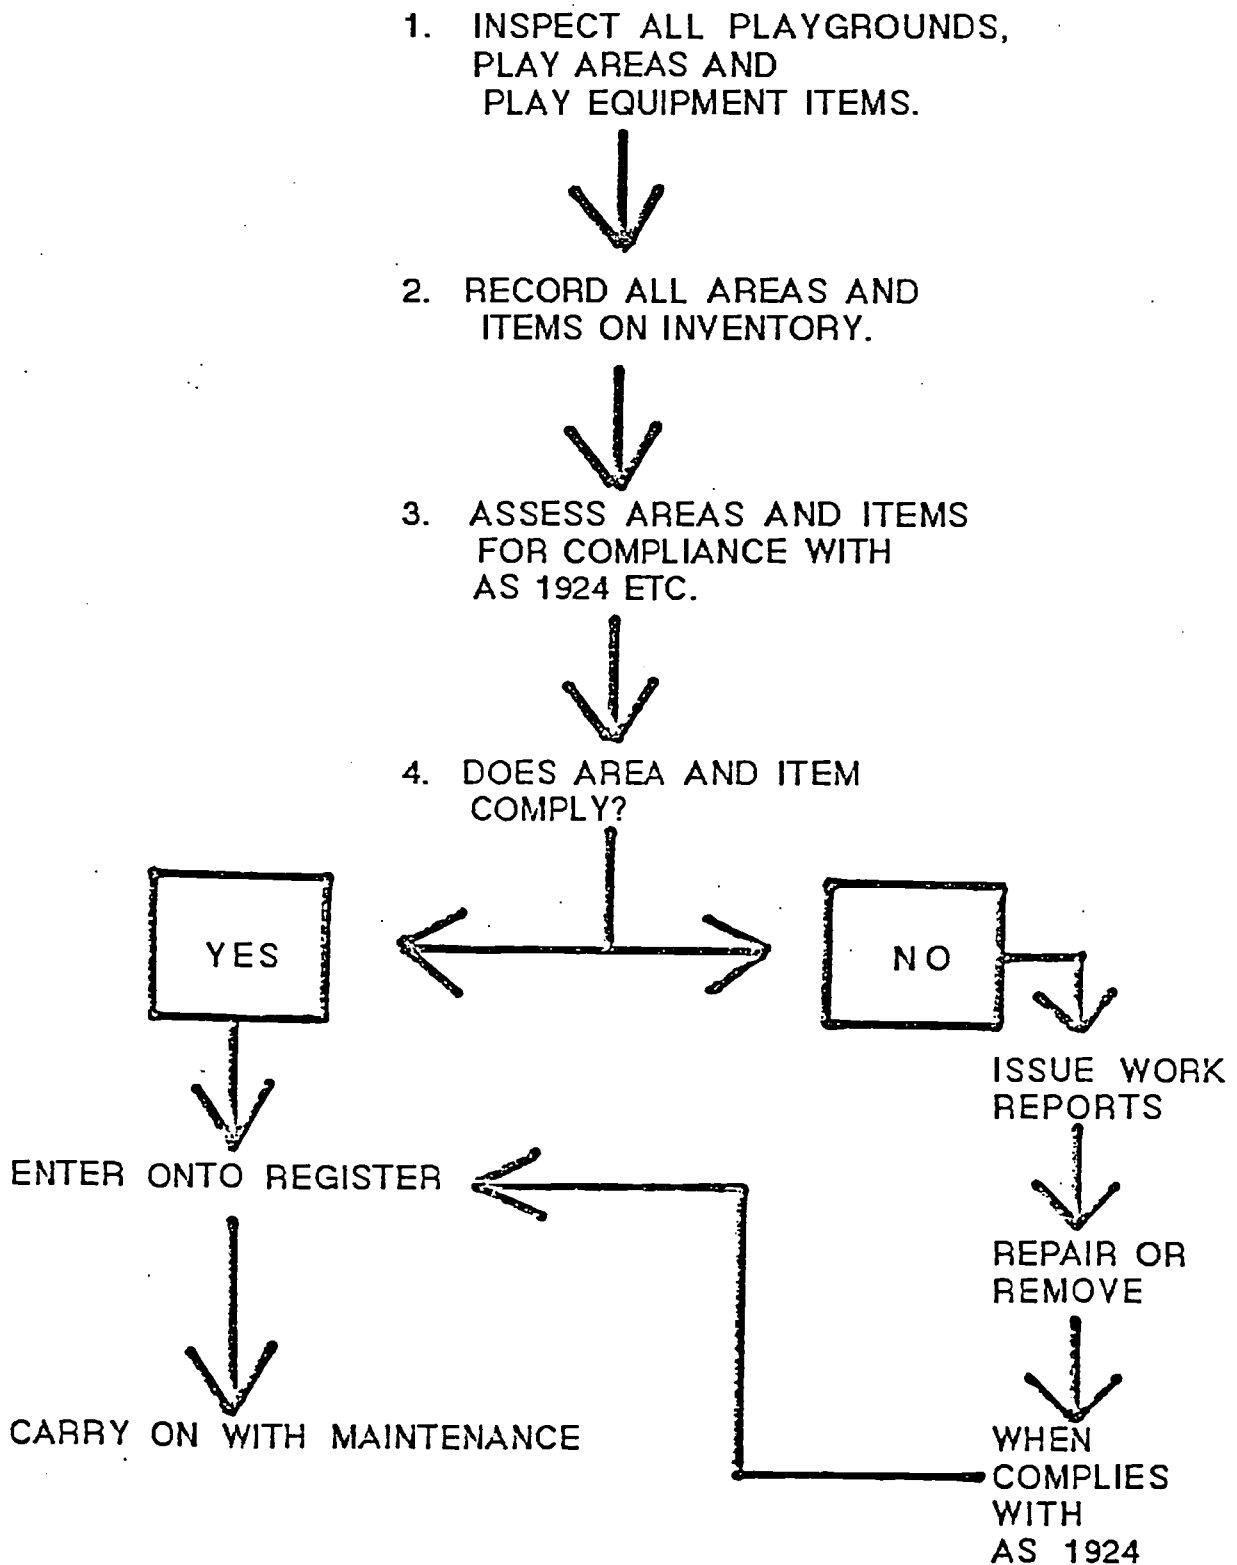 1. INSPECT ALL PLAYGROUNDS,
PLAY AREAS AND
PLAY EQUIPMENT ITEMS.
2. RECORD ALL AREAS AND
ITEMS ON INVENTORY.
3. ASSESS AREAS AND ITEMS
FOR COMPLIANCE WITH
AS 1924 ETC.
4. DOES AREA AND ITEM
COMPLY?
YES
NO
ISSUE WORK
REPORTS
ENTER ONTO REGISTER
REPAIR OR
REMOVE
CARRY ON WITH MAINTENANCE
WHEN
COMPLIES
WITH
AS 1924